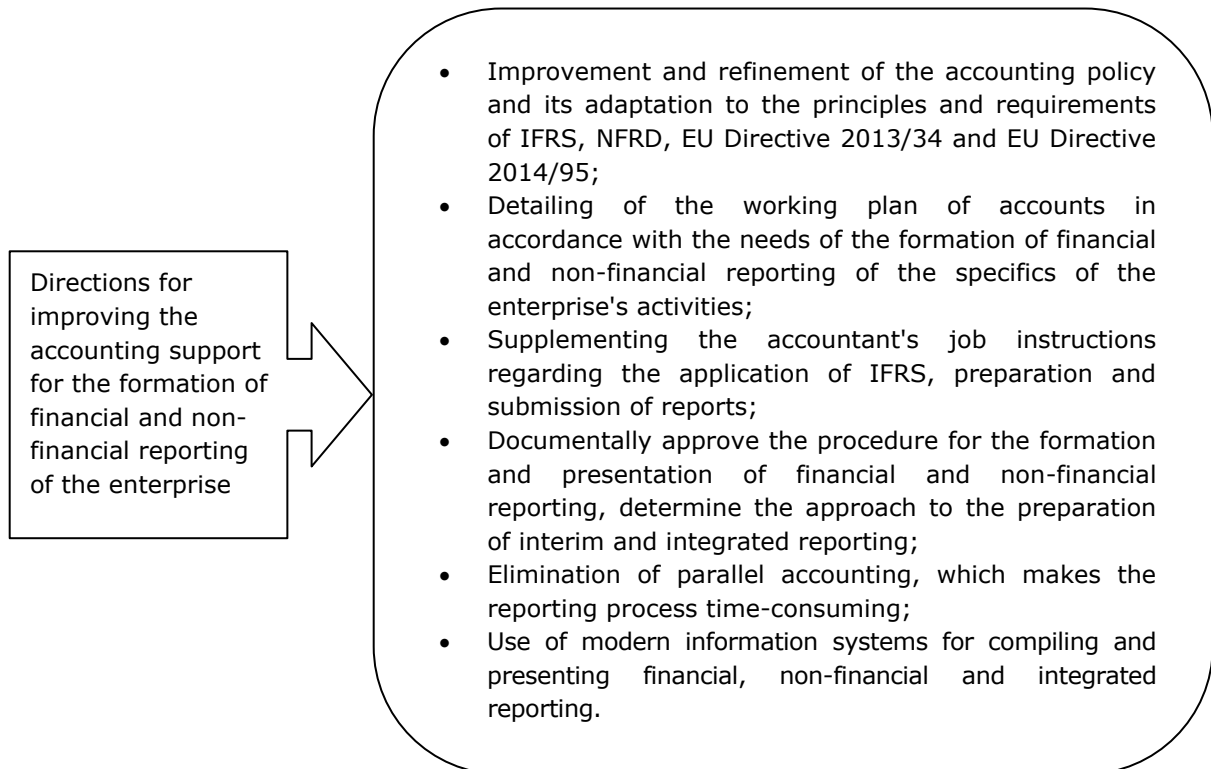 Directions for
improving the
accounting support
for the formation of
financial and non-
financial reporting
of the enterprise
• Improvement and refinement of the accounting policy
and its adaptation to the principles and requirements
of IFRS, NFRD, EU Directive 2013/34 and EU Directive
2014/95;
• Detailing of the working plan of accounts in
accordance with the needs of the formation of financial
and non-financial reporting of the specifics of the
enterprise's activities;
• Supplementing the accountant's job instructions
regarding the application of IFRS, preparation and
submission of reports;
• Documentally approve the procedure for the formation
and presentation of financial and non-financial
reporting, determine the approach to the preparation
of interim and integrated reporting;
• Elimination of parallel accounting, which makes the
reporting process time-consuming;
• Use of modern information systems for compiling and
presenting financial, non-financial and integrated
reporting.